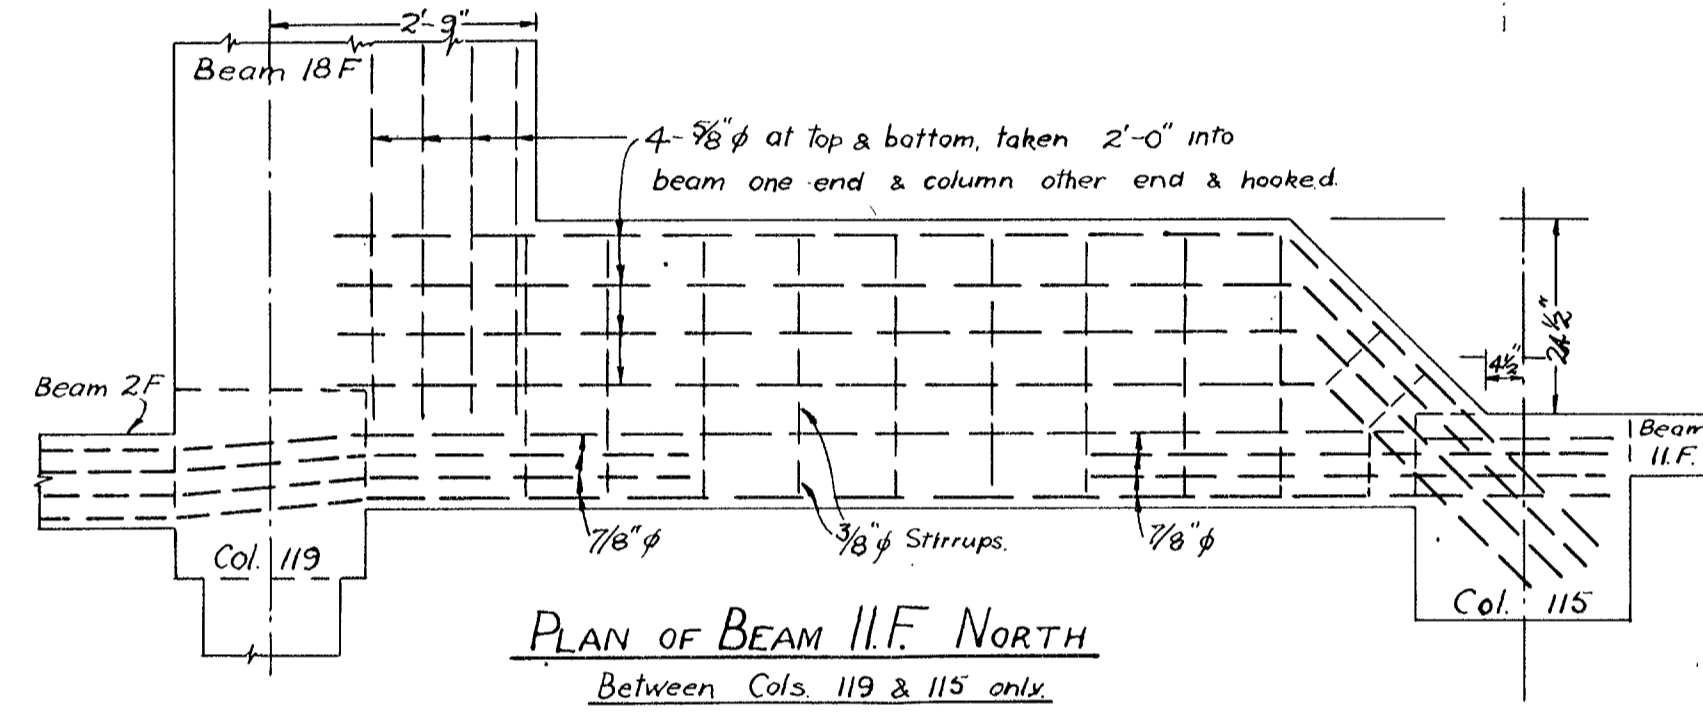 2'-9"
Beam 18F
4-5/8"φ at top & bottom, taken 2'-0" into
beam one end & column other end & hooked.
24½"
4½"
Beam 2F
Beam
11.F.
7/8"φ
3/8"φ Stirrups.
7/8"φ
Col. 119
Col. 115
PLAN OF BEAM 11.F. NORTH
Between Cols. 119 & 115 only.